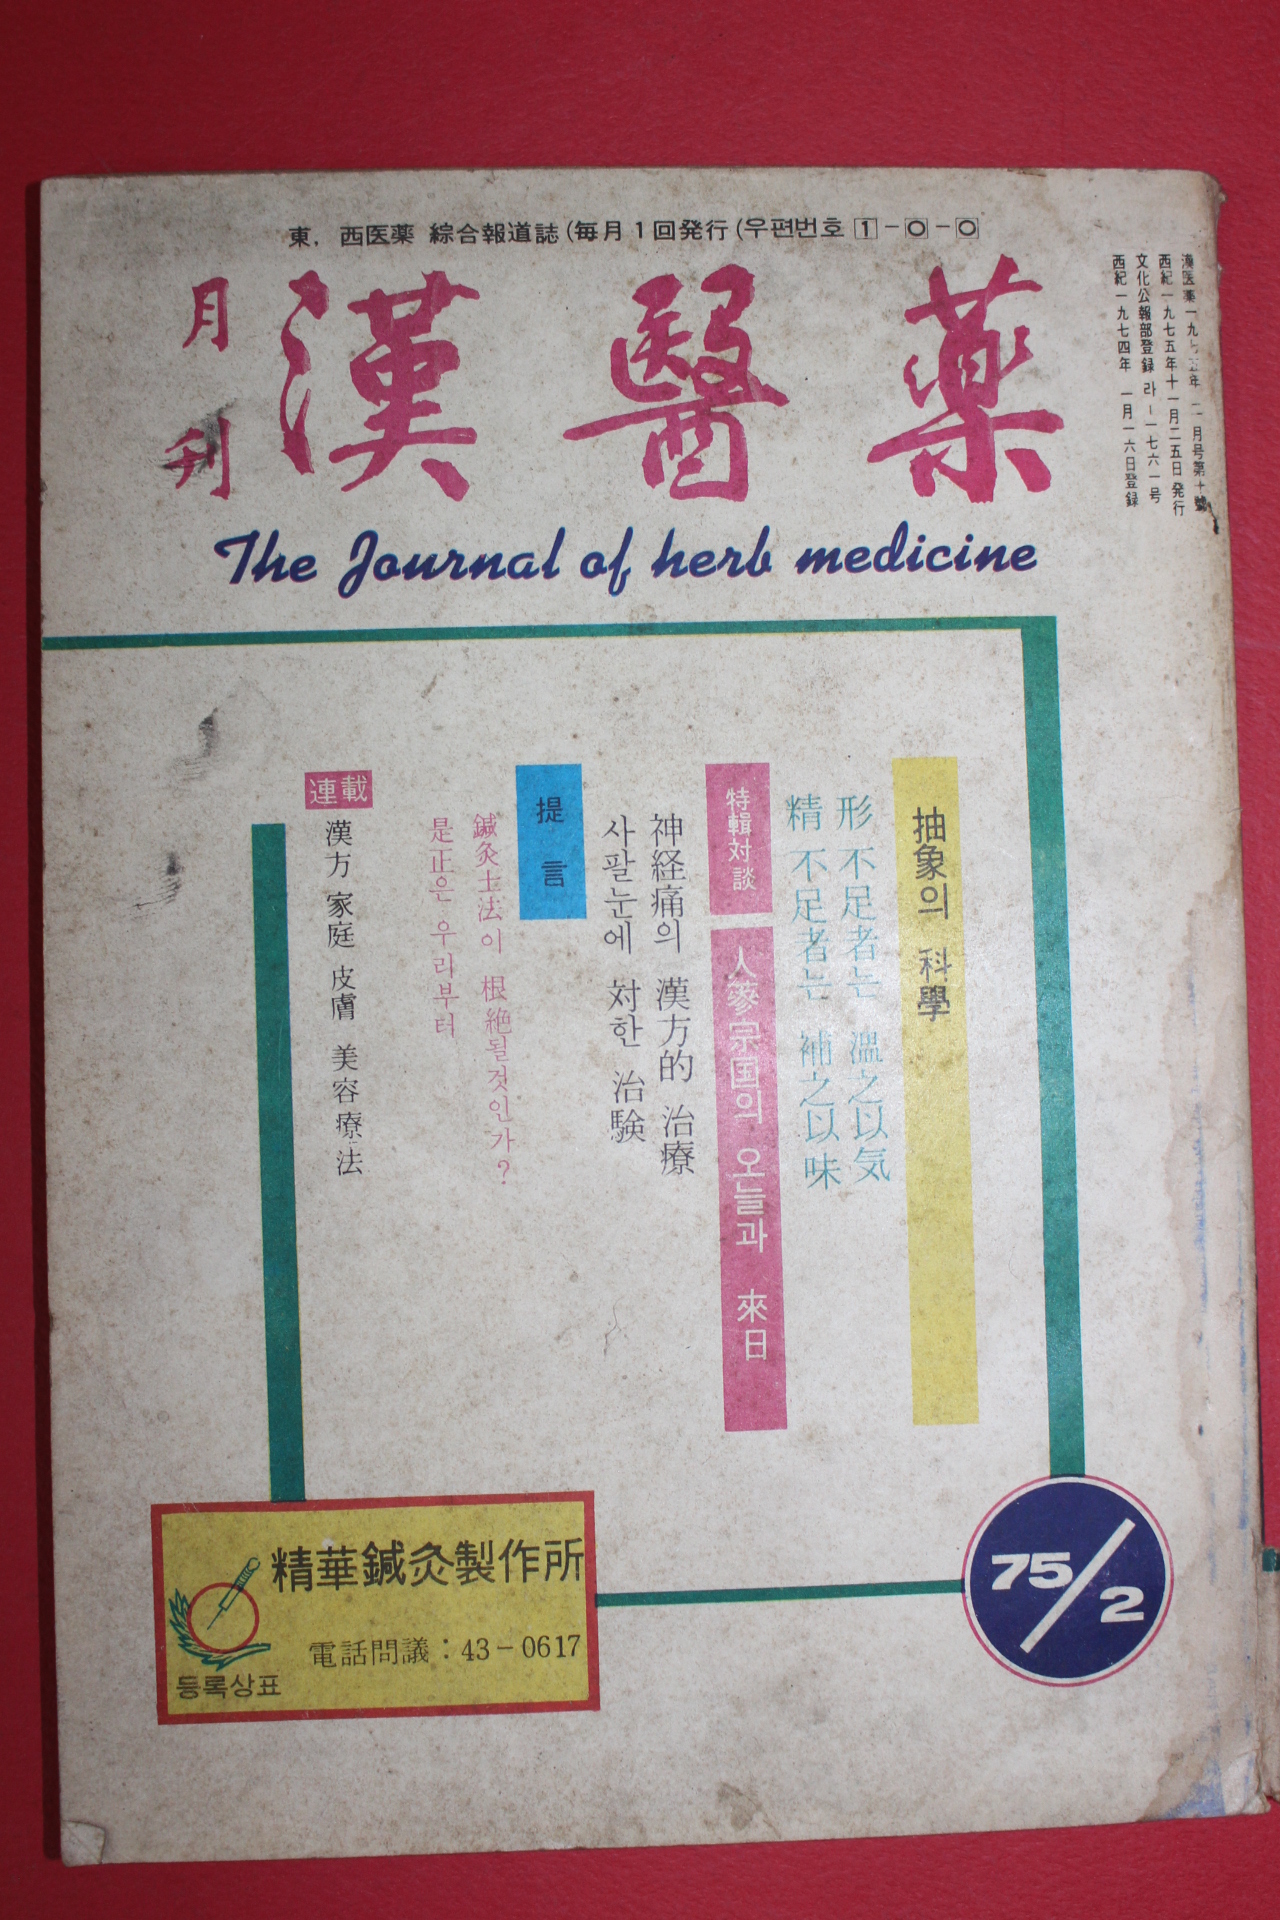 東, 西医薬 綜合報道誌 (毎月1回発行 (우편번호 1-0-0
月刊 漢醫薬
The Journal of herb medicine
西紀一九七五年十一月二五日 発行
文化公報部登録 라-一七六一号
西紀一九七四年 一月一六日登録
抽象의 科學
形 不足者는 溫之以気
精 不足者는 補之以味
特輯対談
人蔘宗国의 오늘과 來日
神経痛의 漢方的 治療
사팔눈에 対한 治験
提言
鍼灸士法이 根絶될것인가?
是正은 우리부터
連載
漢方 家庭 皮膚 美容療法
精華鍼灸製作所
電話問議:43-0617
등록상표
75/2